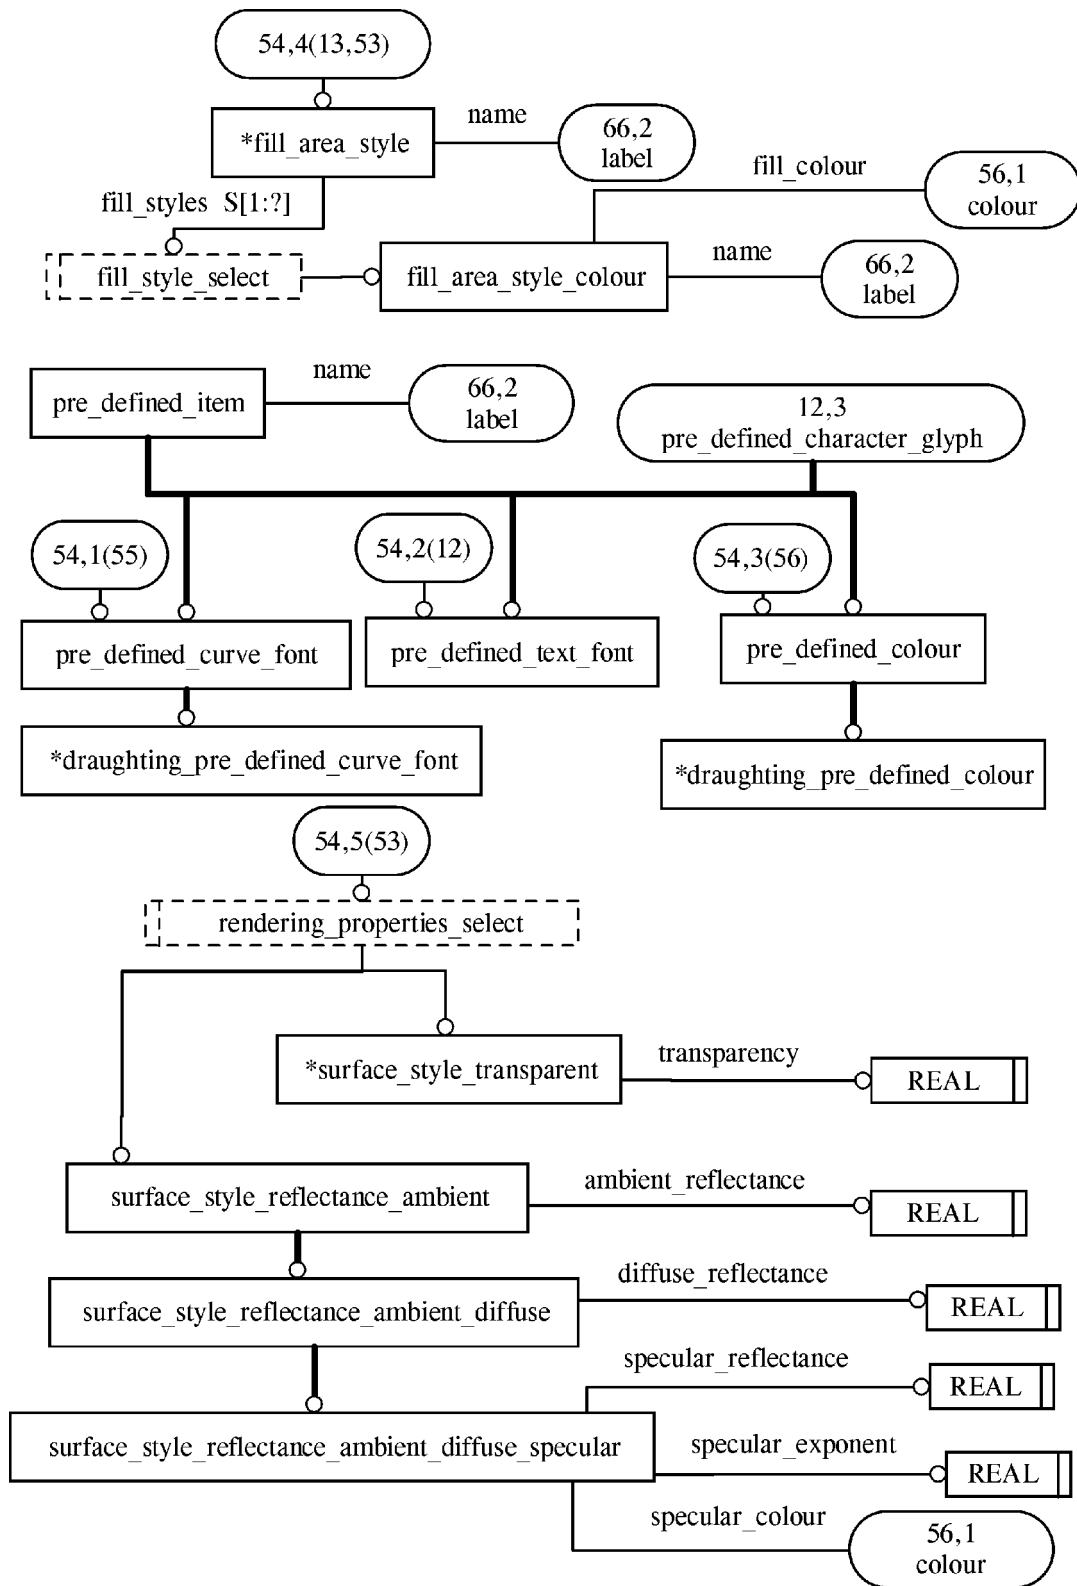 54,4(13,53)
*fill_area_style
name
66,2
label
fill_styles S[1:?]
fill_colour
56,1
colour
fill_style_select
fill_area_style_colour
name
66,2
label
pre_defined_item
name
66,2
label
12,3
pre_defined_character_glyph
54,1(55)
54,2(12)
54,3(56)
pre_defined_curve_font
pre_defined_text_font
pre_defined_colour
*draughting_pre_defined_curve_font
*draughting_pre_defined_colour
54,5(53)
rendering_properties_select
*surface_style_transparent
transparency
REAL
surface_style_reflectance_ambient
ambient_reflectance
REAL
surface_style_reflectance_ambient_diffuse
diffuse_reflectance
REAL
specular_reflectance
REAL
surface_style_reflectance_ambient_diffuse_specular
specular_exponent
REAL
specular_colour
56,1
colour